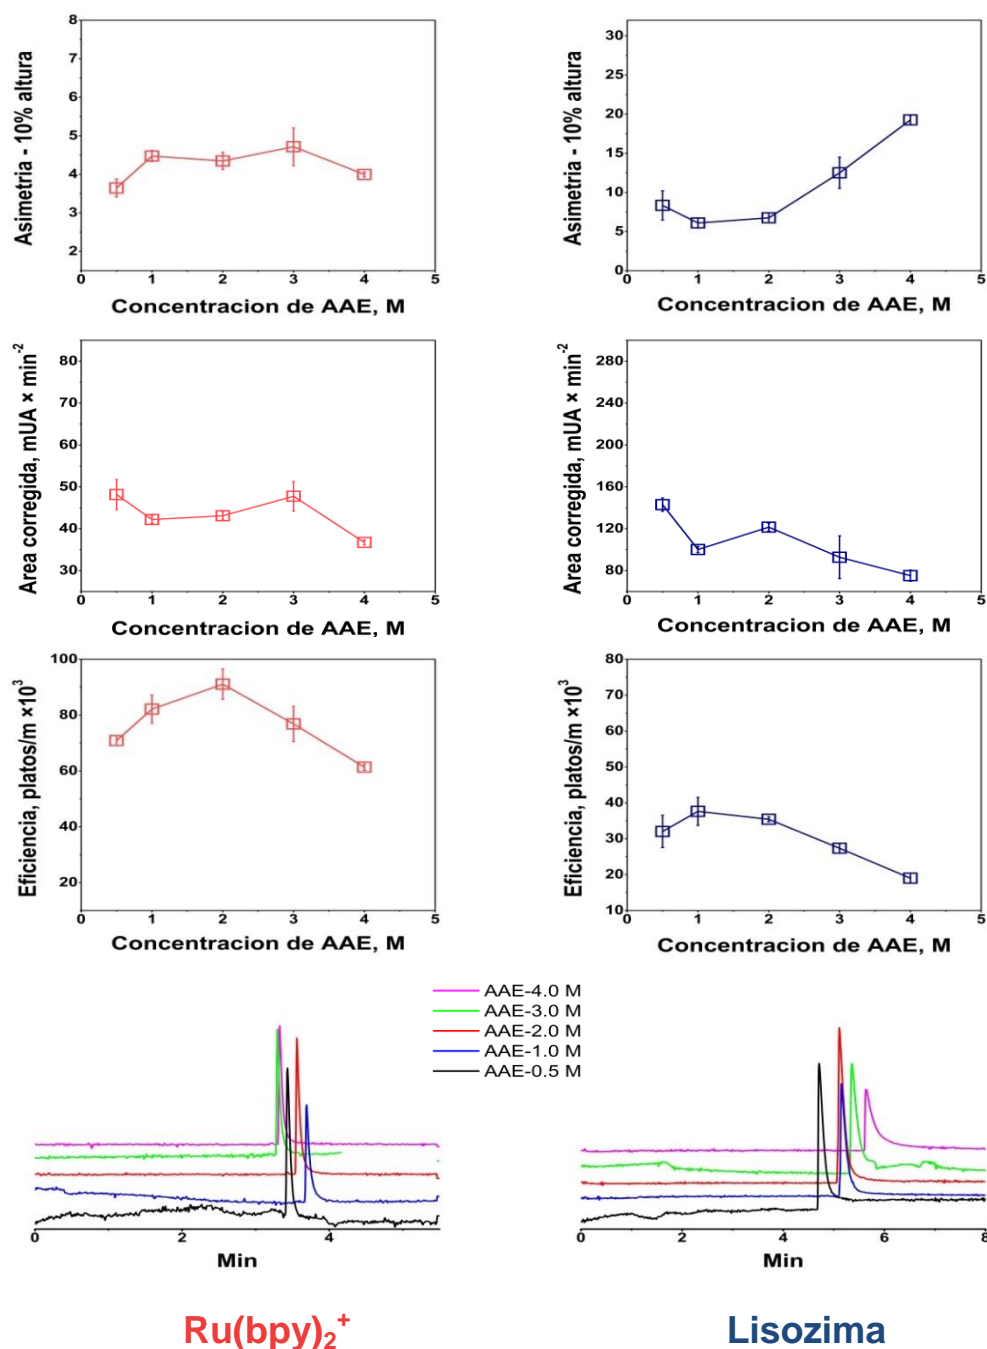 Asimetria - 10% altura
8
7
6
5
4
3
2
0 1 2 3 4 5
Concentracion de AAE, M
Asimetria - 10% altura
30
25
20
15
10
5
0
0 1 2 3 4 5
Concentracion de AAE, M
Area corregida, mUA × min⁻²
80
70
60
50
40
30
0 1 2 3 4 5
Concentracion de AAE, M
Area corregida, mUA × min⁻²
280
240
200
160
120
80
0 1 2 3 4 5
Concentracion de AAE, M
Eficiencia, platos/m ×10³
100
80
60
40
20
0 1 2 3 4 5
Concentracion de AAE, M
Eficiencia, platos/m ×10³
80
70
60
50
40
30
20
10
0 1 2 3 4 5
Concentracion de AAE, M
AAE-4.0 M
AAE-3.0 M
AAE-2.0 M
AAE-1.0 M
AAE-0.5 M
0 2 4
Min
0 2 4 6 8
Min
Ru(bpy)₂⁺
Lisozima